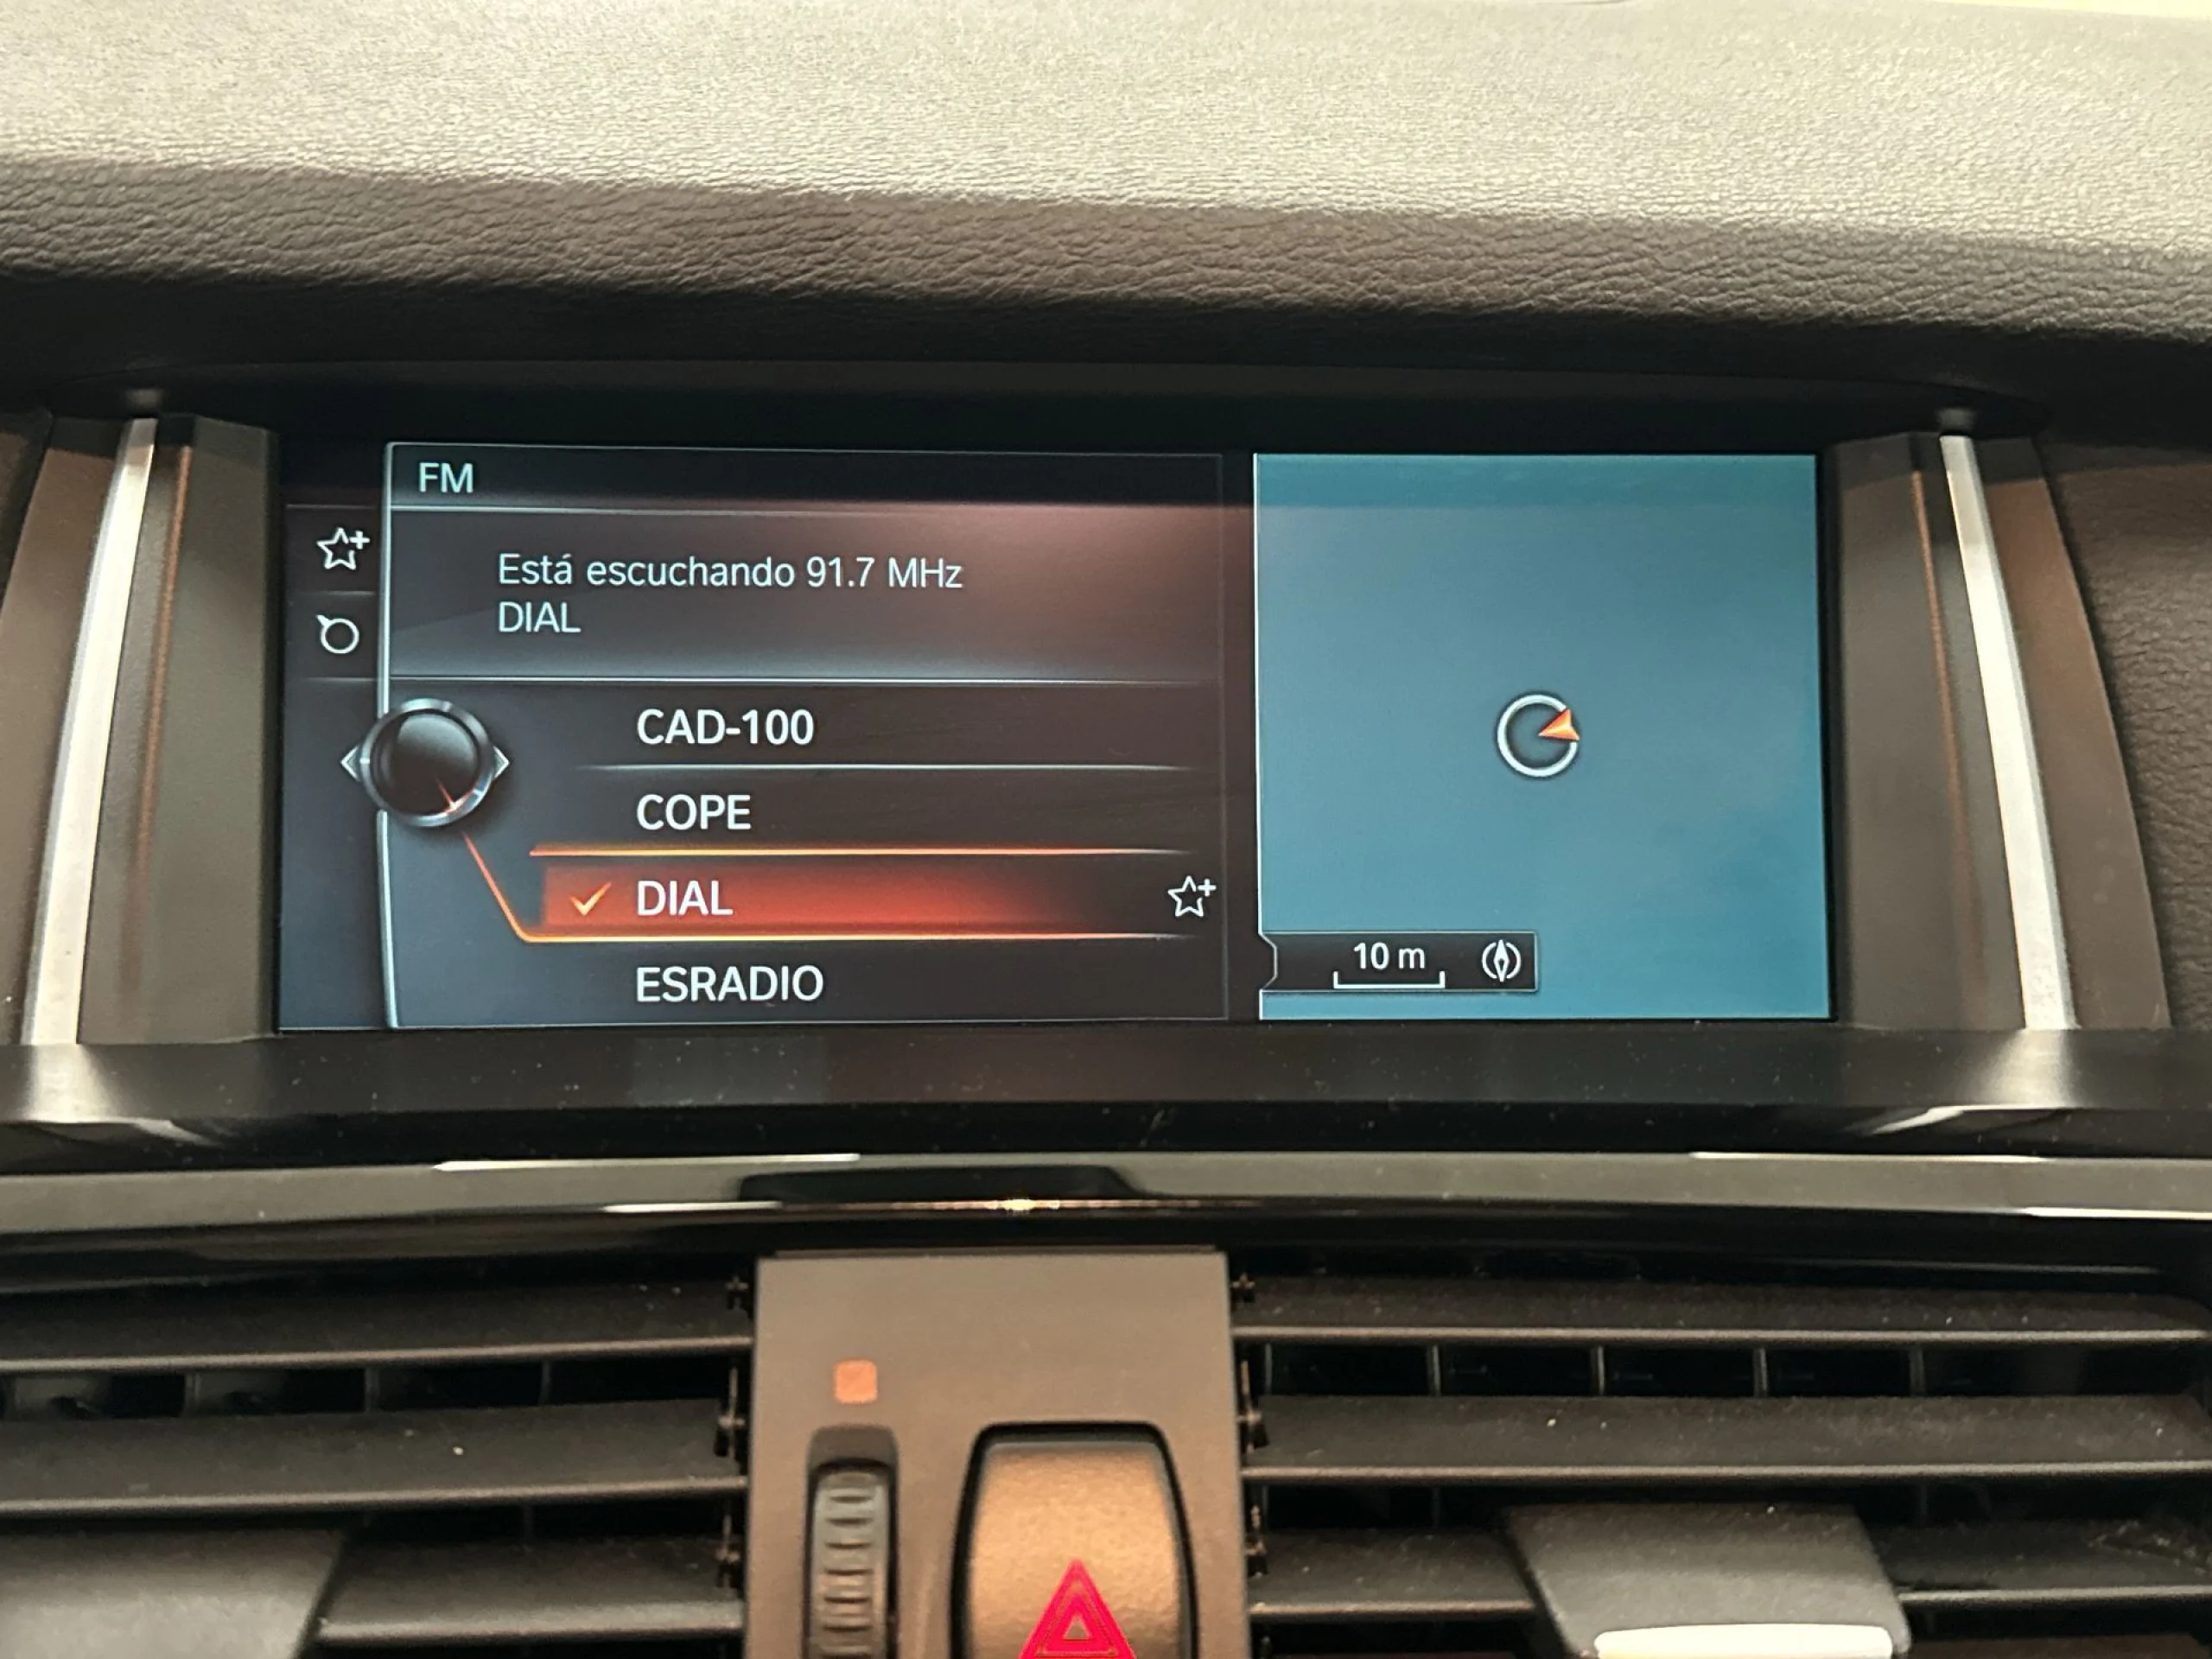 FM
Está escuchando 91.7 MHz
DIAL
CAD-100
COPE
DIAL
ESRADIO
10 m